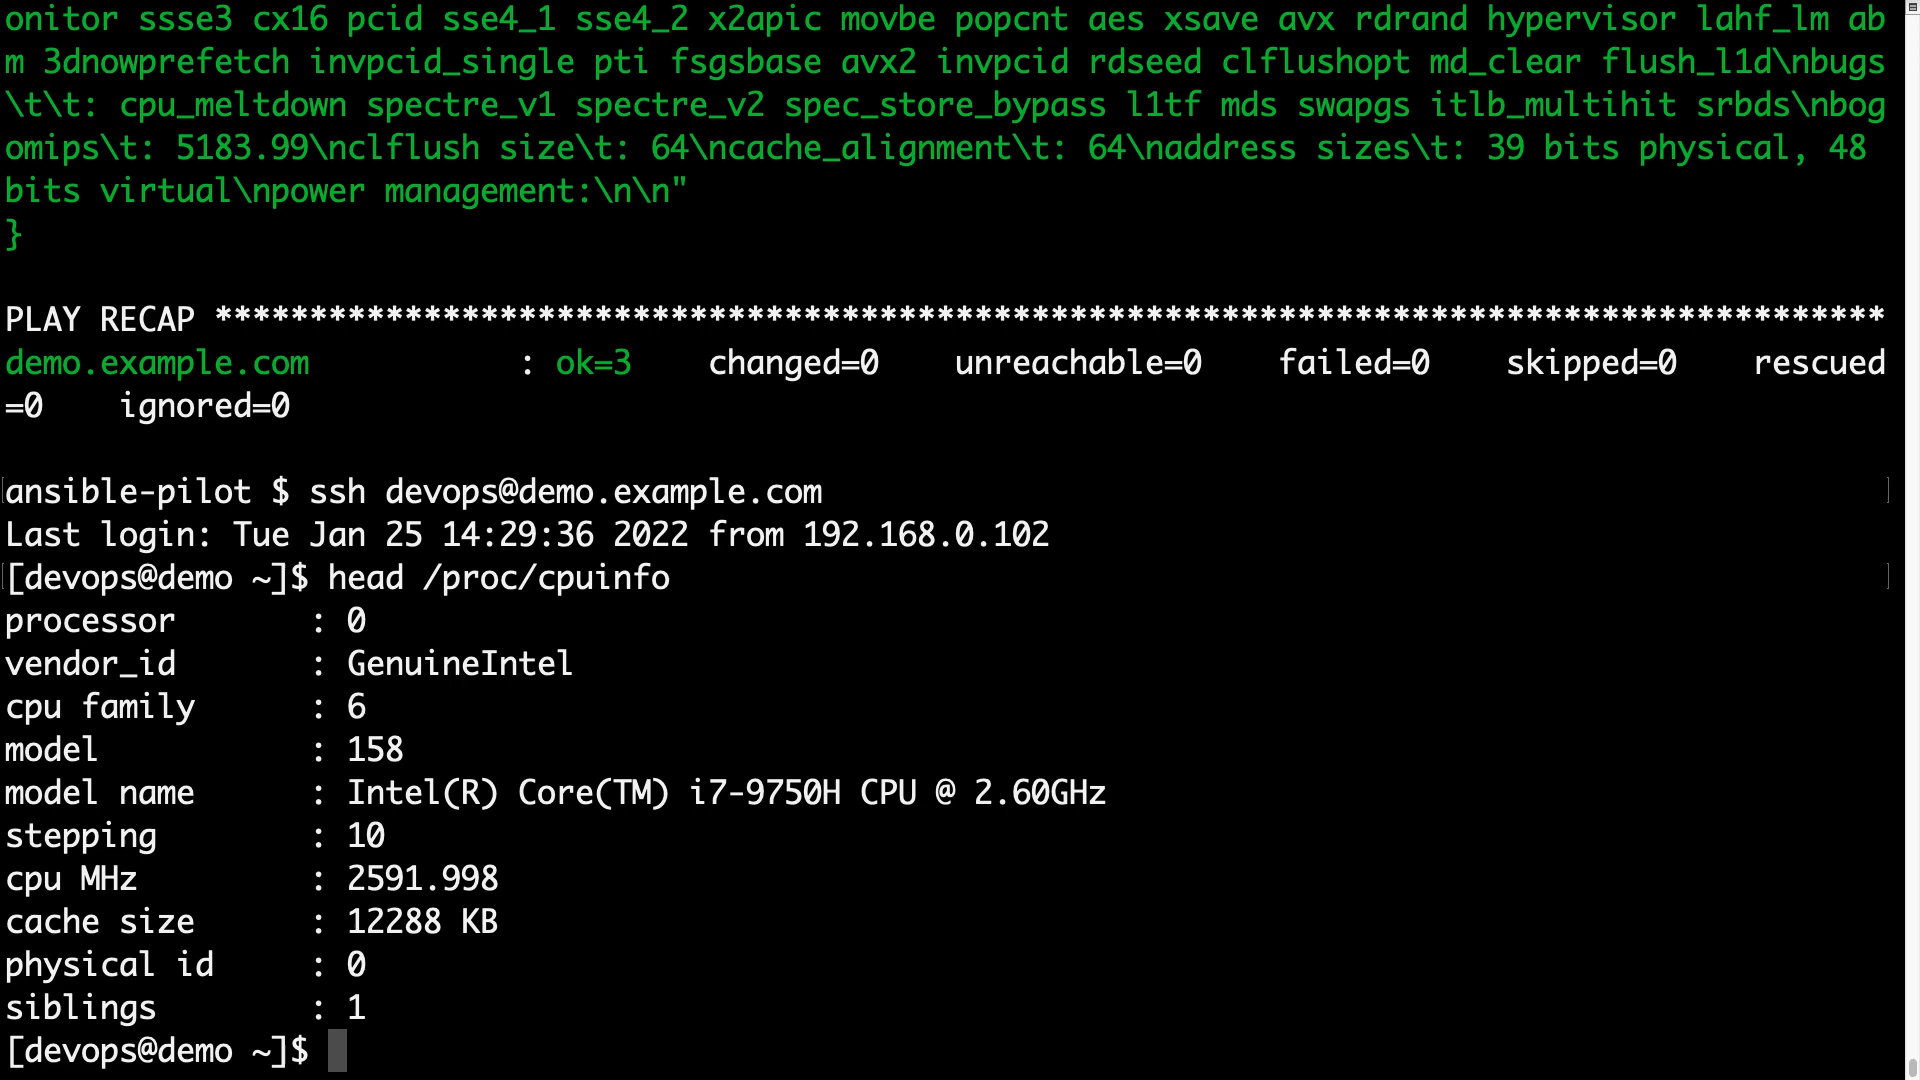 onitor ssse3 cx16 pcid sse4_1 sse4_2 x2apic movbe popcnt aes xsave avx rdrand hypervisor lahf_lm ab
m 3dnowprefetch invpcid_single pti fsgsbase avx2 invpcid rdseed clflushopt md_clear flush_l1d\nbugs
\t\t: cpu_meltdown spectre_v1 spectre_v2 spec_store_bypass l1tf mds swapgs itlb_multihit srbds\nbog
omips\t: 5183.99\nclflush size\t: 64\ncache_alignment\t: 64\naddress sizes\t: 39 bits physical, 48
bits virtual\npower management:\n\n"
}
PLAY RECAP ****************************************************************************************
demo.example.com           : ok=3    changed=0    unreachable=0    failed=0    skipped=0    rescued
=0    ignored=0
ansible-pilot $ ssh devops@demo.example.com
Last login: Tue Jan 25 14:29:36 2022 from 192.168.0.102
[devops@demo ~]$ head /proc/cpuinfo
processor       : 0
vendor_id       : GenuineIntel
cpu family      : 6
model           : 158
model name      : Intel(R) Core(TM) i7-9750H CPU @ 2.60GHz
stepping        : 10
cpu MHz         : 2591.998
cache size      : 12288 KB
physical id     : 0
siblings        : 1
[devops@demo ~]$